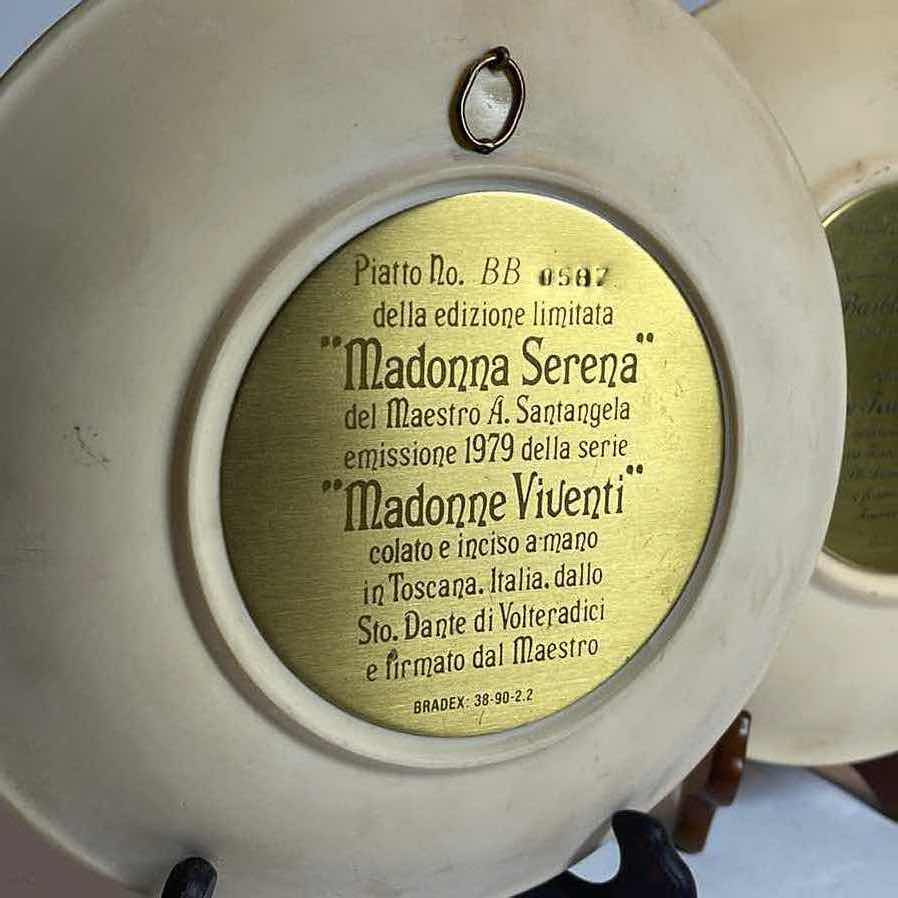 Piatto No. BB 0587
della edizione limitata
"Madonna Serena"
del Maestro A. Santangela
emissione 1979 della serie
"Madonne Viventi"
colato e inciso a mano
in Toscana. Italia. dallo
Sto. Dante di Volteradici
e firmato dal Maestro
BRADEX: 38-90-2.2